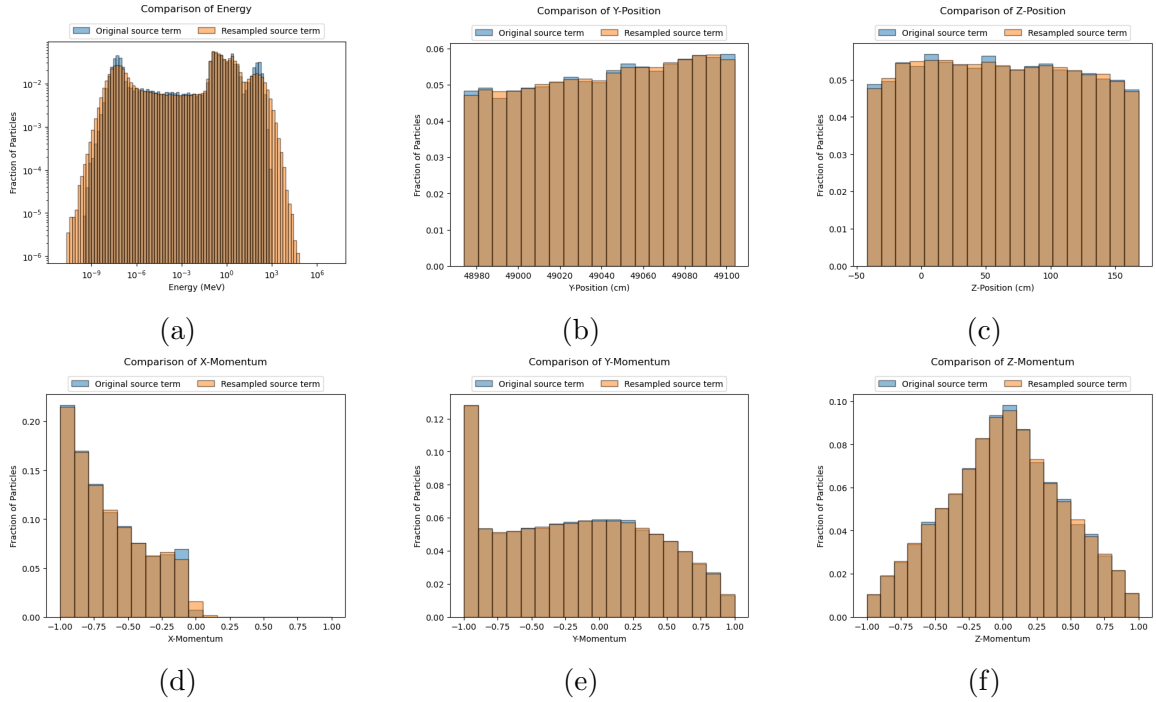 Comparison of Energy
Original source term Resampled source term
Fraction of Particles
10⁻²
10⁻³
10⁻⁴
10⁻⁵
10⁻⁶
10⁻⁹ 10⁻⁶ 10⁻³ 10⁰ 10³ 10⁶
Energy (MeV)
(a)
Comparison of Y-Position
Original source term Resampled source term
Fraction of Particles
0.06
0.05
0.04
0.03
0.02
0.01
0.00
48980 49000 49020 49040 49060 49080 49100
Y-Position (cm)
(b)
Comparison of Z-Position
Original source term Resampled source term
Fraction of Particles
0.05
0.04
0.03
0.02
0.01
0.00
−50 0 50 100 150
Z-Position (cm)
(c)
Comparison of X-Momentum
Original source term Resampled source term
Fraction of Particles
0.20
0.15
0.10
0.05
0.00
−1.00 −0.75 −0.50 −0.25 0.00 0.25 0.50 0.75 1.00
X-Momentum
(d)
Comparison of Y-Momentum
Original source term Resampled source term
Fraction of Particles
0.12
0.10
0.08
0.06
0.04
0.02
0.00
−1.00 −0.75 −0.50 −0.25 0.00 0.25 0.50 0.75 1.00
Y-Momentum
(e)
Comparison of Z-Momentum
Original source term Resampled source term
Fraction of Particles
0.10
0.08
0.06
0.04
0.02
0.00
−1.00 −0.75 −0.50 −0.25 0.00 0.25 0.50 0.75 1.00
Z-Momentum
(f)